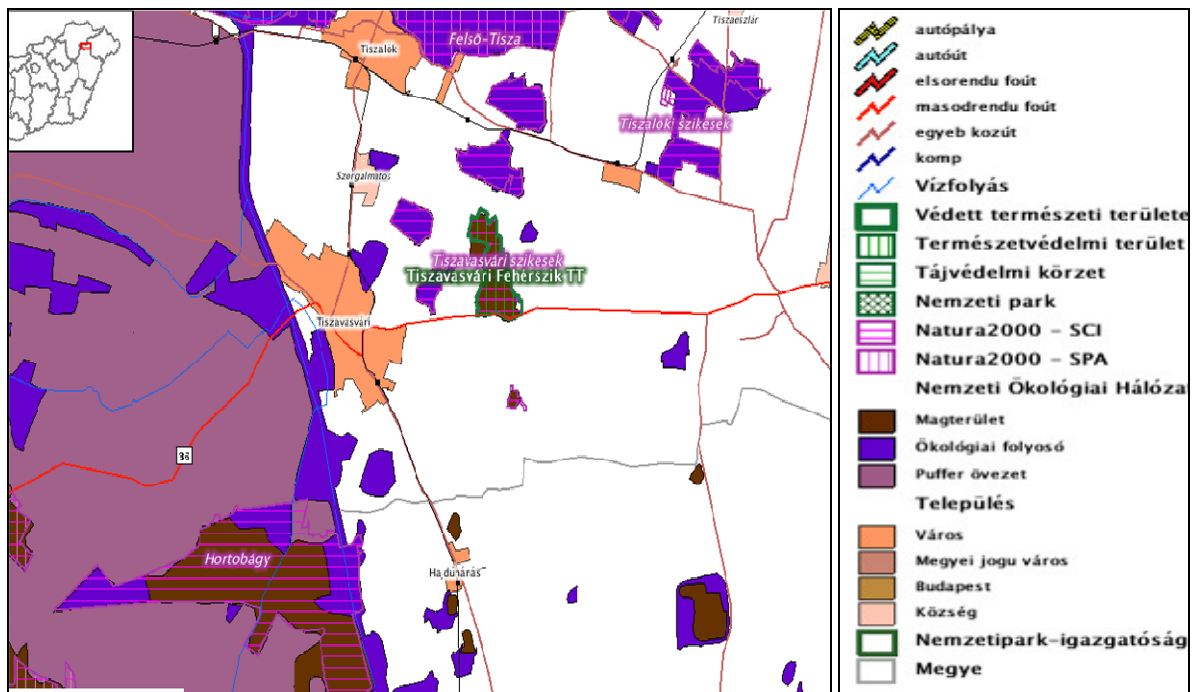 Tiszaeszlár
Tiszalök
Felső-Tisza
Tiszalöki szikesek
Szorgalmatos
Tiszavasvári szikesek
Tiszavasvári Fehérszik TT
Tiszavasvári
36
Hortobágy
Hajdúnánás
autópálya
autóút
elsorendu foút
masodrendu foút
egyeb kozút
komp
Vízfolyás
Védett természeti területe
Természetvédelmi terület
Tájvédelmi körzet
Nemzeti park
Natura2000 - SCI
Natura2000 - SPA
Nemzeti Ökológiai Hálóza
Magterület
Ökológiai folyosó
Puffer övezet
Település
Város
Megyei jogu város
Budapest
Község
Nemzetipark-igazgatóság
Megye